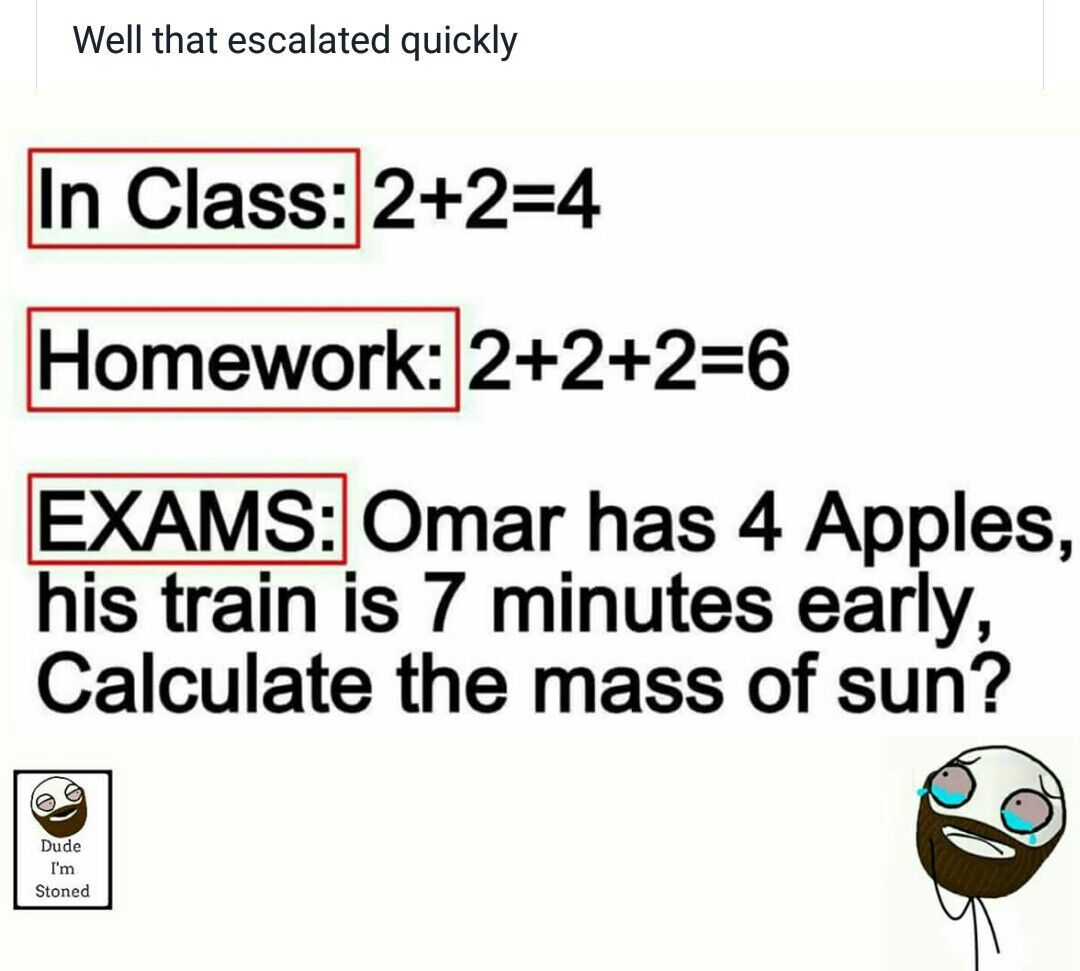 Well that escalated quickly
In Class: 2+2=4
Homework: 2+2+2=6
EXAMS: Omar has 4 Apples,
his train is 7 minutes early,
Calculate the mass of sun?
Dude
I'm
Stoned